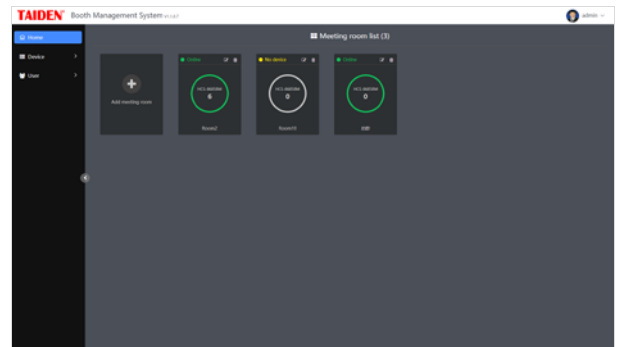 TAIDEN Booth Management System
admin
Home
Meeting room list (3)
Device
User
Add meeting room
Online
6
Room2
No device
0
Room10
Online
0